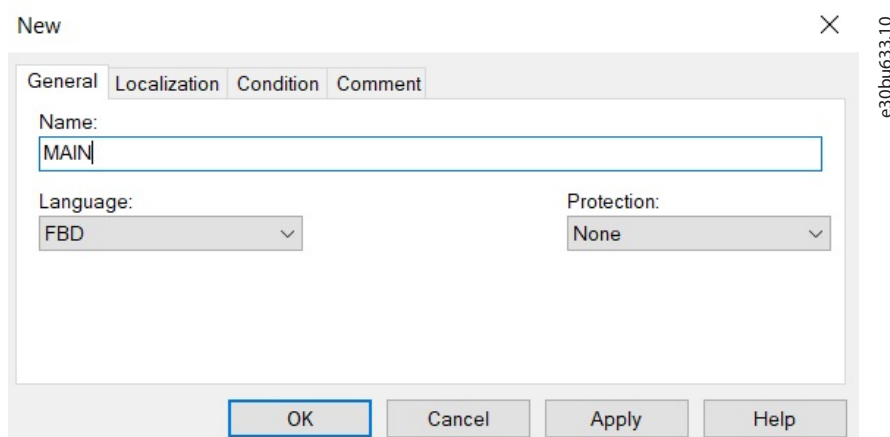 New
General Localization Condition Comment
Name:
MAIN
Language: Protection:
FBD None
OK Cancel Apply Help
e30bu633.10